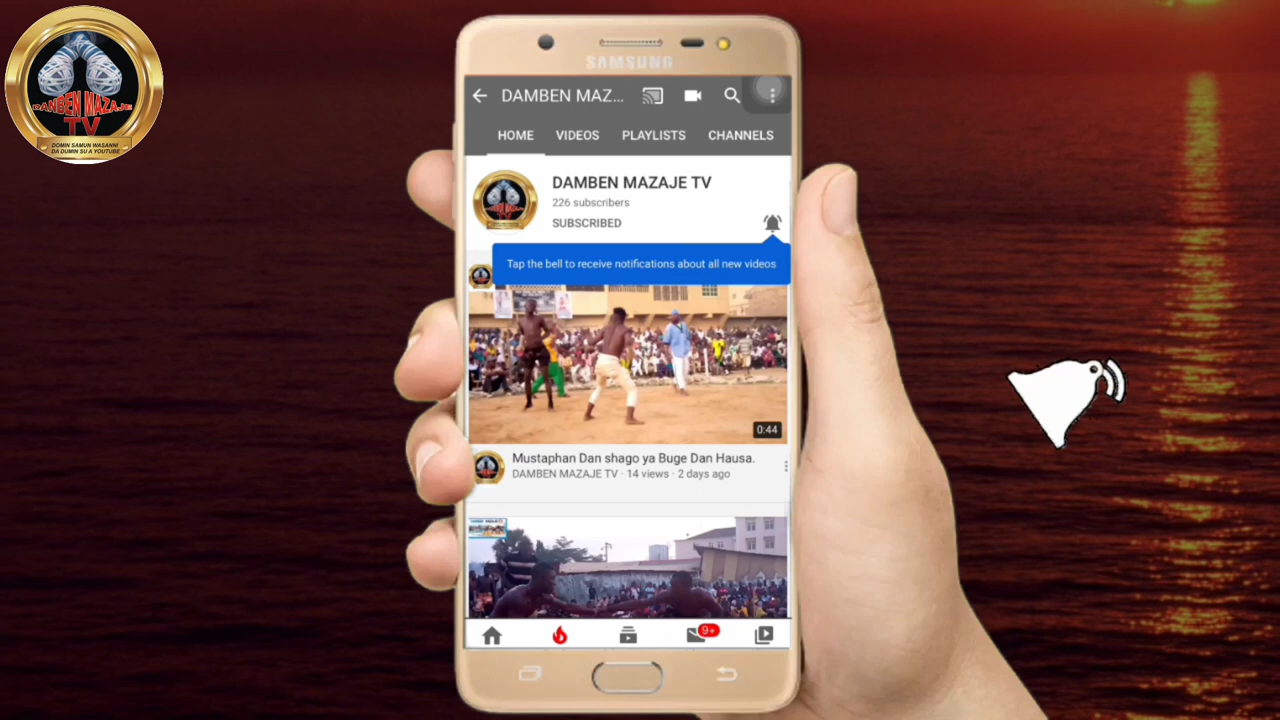 DANBEN MAZAJE
TV
DOMIN SAMUN WASANNI
DA DUMIN SU A YOUTUBE
SAMSUNG
DAMBEN MAZ...
HOME VIDEOS PLAYLISTS CHANNELS
DAMBEN MAZAJE TV
226 subscribers
SUBSCRIBED
Tap the bell to receive notifications about all new videos
0:44
Mustaphan Dan shago ya Buge Dan Hausa.
DAMBEN MAZAJE TV · 14 views · 2 days ago
9+